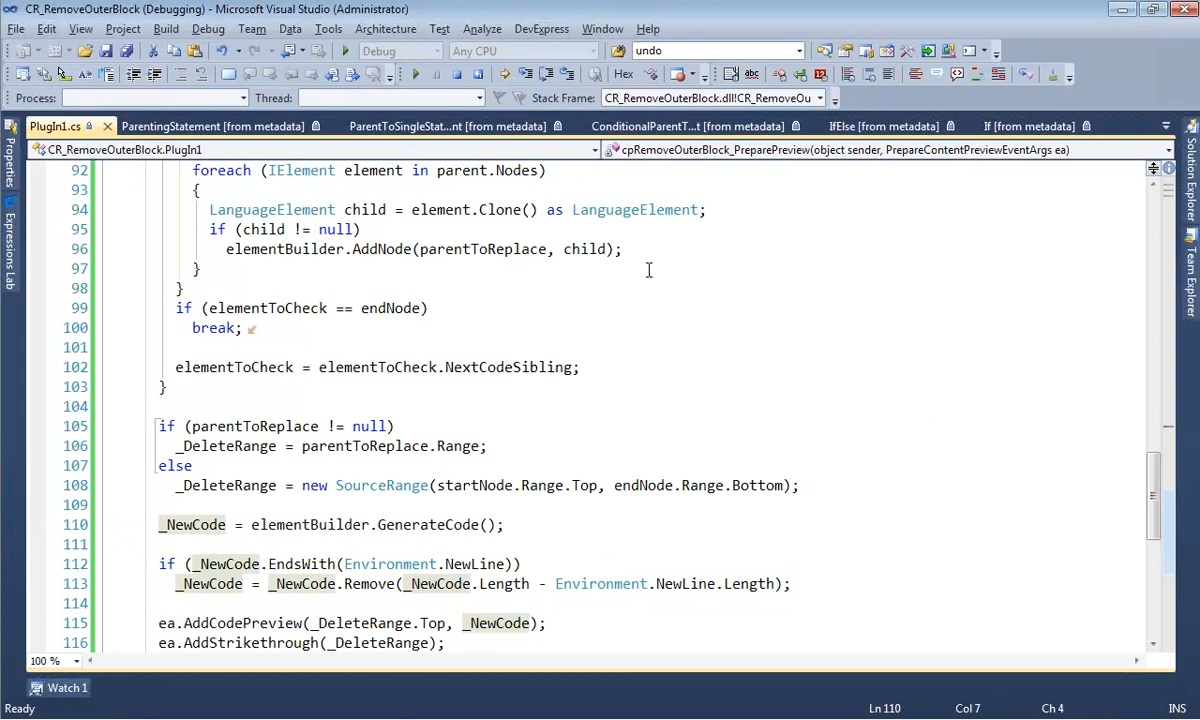 CR_RemoveOuterBlock (Debugging) - Microsoft Visual Studio (Administrator)
File Edit View Project Build Debug Team Data Tools Architecture Test Analyze DevExpress Window Help
Debug Any CPU undo
Hex
Process: Thread: Stack Frame: CR_RemoveOuterBlock.dll!CR_RemoveOu
PlugIn1.cs ParentingStatement [from metadata] ParentToSingleStat...nt [from metadata] ConditionalParentT...t [from metadata] IfElse [from metadata] If [from metadata]
CR_RemoveOuterBlock.PlugIn1 cpRemoveOuterBlock_PreparePreview(object sender, PrepareContentPreviewEventArgs ea)
Properties
Expressions Lab
Solution Explorer
Team Explorer
92 foreach (IElement element in parent.Nodes)
93 {
94 LanguageElement child = element.Clone() as LanguageElement;
95 if (child != null)
96 elementBuilder.AddNode(parentToReplace, child);
97 }
98 }
99 if (elementToCheck == endNode)
100 break;
101
102 elementToCheck = elementToCheck.NextCodeSibling;
103 }
104
105 if (parentToReplace != null)
106 _DeleteRange = parentToReplace.Range;
107 else
108 _DeleteRange = new SourceRange(startNode.Range.Top, endNode.Range.Bottom);
109
110 _NewCode = elementBuilder.GenerateCode();
111
112 if (_NewCode.EndsWith(Environment.NewLine))
113 _NewCode = _NewCode.Remove(_NewCode.Length - Environment.NewLine.Length);
114
115 ea.AddCodePreview(_DeleteRange.Top, _NewCode);
116 ea.AddStrikethrough(_DeleteRange);
100 %
Watch 1
Ready Ln 110 Col 7 Ch 4 INS